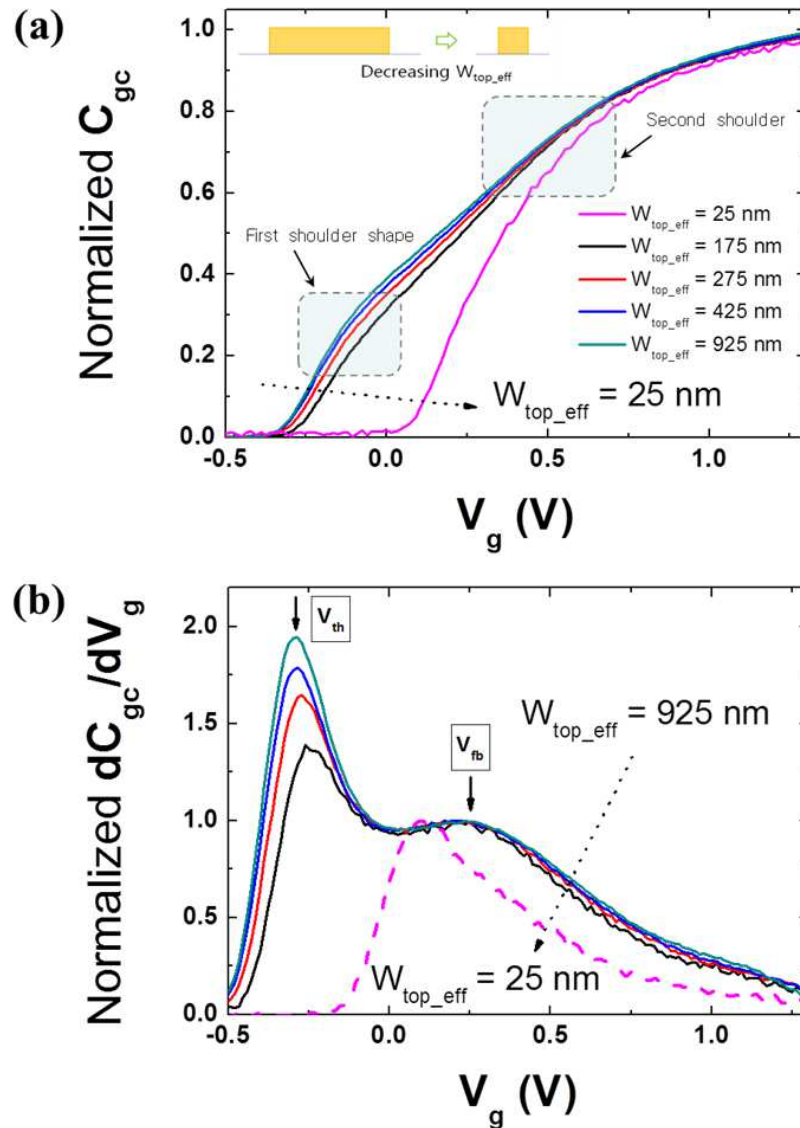 (a)
Normalized C_gc
1.0
0.8
0.6
0.4
0.2
0.0
Decreasing W_top_eff
Second shoulder
First shoulder shape
W_top_eff = 25 nm
W_top_eff = 175 nm
W_top_eff = 275 nm
W_top_eff = 425 nm
W_top_eff = 925 nm
W_top_eff = 25 nm
-0.5 0.0 0.5 1.0
V_g (V)
(b)
Normalized dC_gc/dV_g
2.0
1.5
1.0
0.5
0.0
V_th
V_fb
W_top_eff = 925 nm
W_top_eff = 25 nm
-0.5 0.0 0.5 1.0
V_g (V)